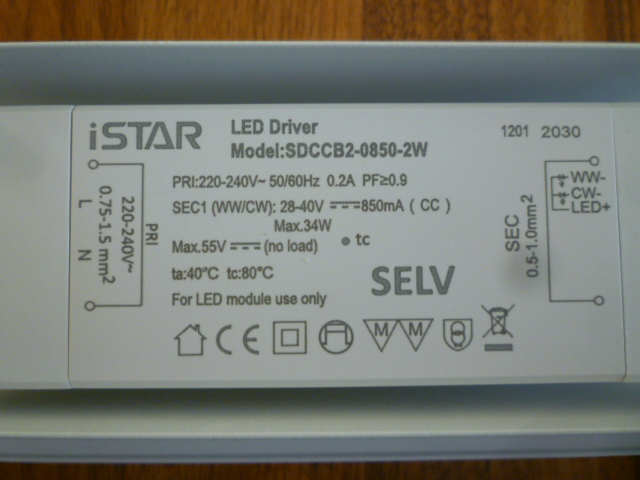 iSTAR
LED Driver
Model:SDCCB2-0850-2W
1201 2030
PRI:220-240V~ 50/60Hz 0.2A PF≥0.9
SEC1 (WW/CW): 28-40V ⎓850mA ( CC )
Max.34W
Max.55V ⎓ (no load)
tc
ta:40°C tc:80°C
For LED module use only
SELV
PRI
220-240V~
0.75-1.5 mm²
L N
SEC
0.5-1.0mm²
WW-
CW-
LED+
CE
M M